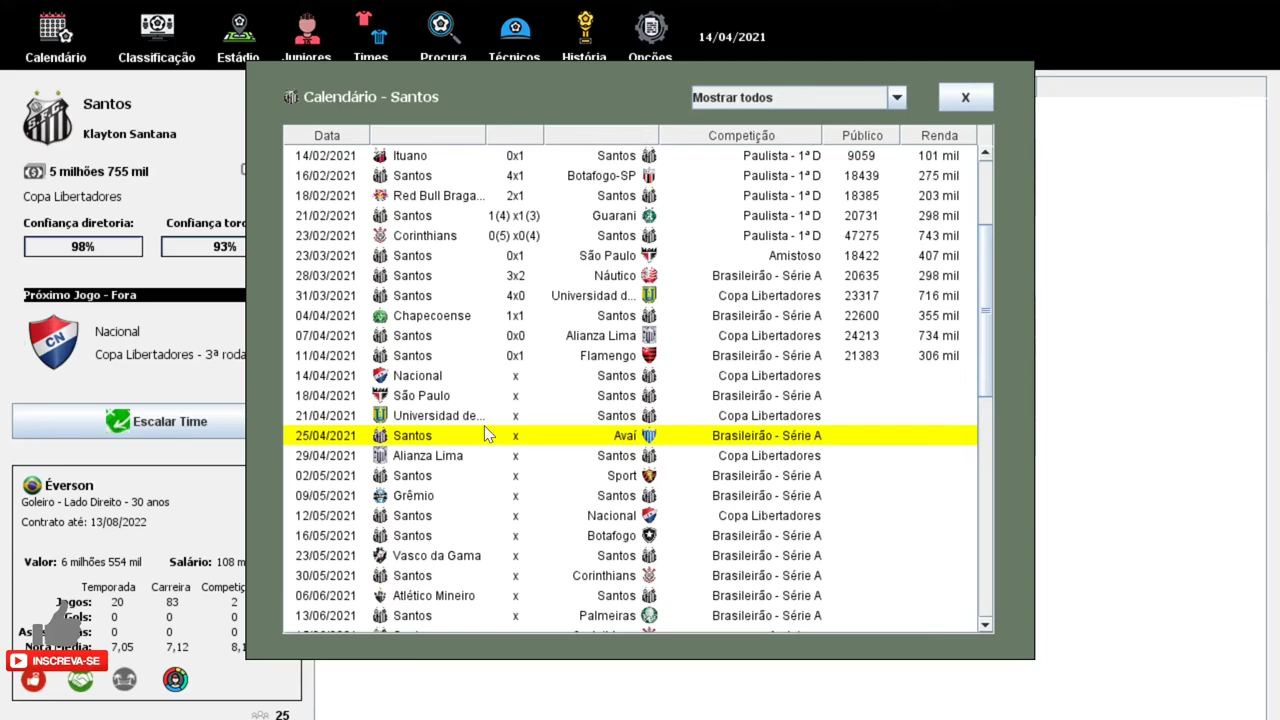 Calendário
Classificação
Estádio
Juniores
Times
Procura
Técnicos
História
Opções
14/04/2021
Santos
Klayton Santana
5 milhões 755 mil
Copa Libertadores
Confiança diretoria:
Confiança torc
98%
93%
Próximo Jogo - Fora
CN
Nacional
Copa Libertadores - 3ª roda
Escalar Time
Éverson
Goleiro - Lado Direito - 30 anos
Contrato até: 13/08/2022
Valor: 6 milhões 554 mil Salário: 108 m
Temporada Carreira Competiç
Jogos: 20 83 2
Gols: 0 0 0
0 0 0
0 0 0
Nota Média: 7,05 7,12 8,1
INSCREVA-SE
25
Calendário - Santos
Mostrar todos
X
Data Competição Público Renda
14/02/2021 Ituano 0x1 Santos Paulista - 1ª D 9059 101 mil
16/02/2021 Santos 4x1 Botafogo-SP Paulista - 1ª D 18439 275 mil
18/02/2021 Red Bull Braga... 2x1 Santos Paulista - 1ª D 18385 203 mil
21/02/2021 Santos 1(4) x1(3) Guarani Paulista - 1ª D 20731 298 mil
23/02/2021 Corinthians 0(5) x0(4) Santos Paulista - 1ª D 47275 743 mil
23/03/2021 Santos 0x1 São Paulo Amistoso 18422 407 mil
28/03/2021 Santos 3x2 Náutico Brasileirão - Série A 20635 298 mil
31/03/2021 Santos 4x0 Universidad d... Copa Libertadores 23317 716 mil
04/04/2021 Chapecoense 1x1 Santos Brasileirão - Série A 22600 355 mil
07/04/2021 Santos 0x0 Alianza Lima Copa Libertadores 24213 734 mil
11/04/2021 Santos 0x1 Flamengo Brasileirão - Série A 21383 306 mil
14/04/2021 Nacional x Santos Copa Libertadores
18/04/2021 São Paulo x Santos Brasileirão - Série A
21/04/2021 Universidad de... x Santos Copa Libertadores
25/04/2021 Santos x Avaí Brasileirão - Série A
29/04/2021 Alianza Lima x Santos Copa Libertadores
02/05/2021 Santos x Sport Brasileirão - Série A
09/05/2021 Grêmio x Santos Brasileirão - Série A
12/05/2021 Santos x Nacional Copa Libertadores
16/05/2021 Santos x Botafogo Brasileirão - Série A
23/05/2021 Vasco da Gama x Santos Brasileirão - Série A
30/05/2021 Santos x Corinthians Brasileirão - Série A
06/06/2021 Atlético Mineiro x Santos Brasileirão - Série A
13/06/2021 Santos x Palmeiras Brasileirão - Série A